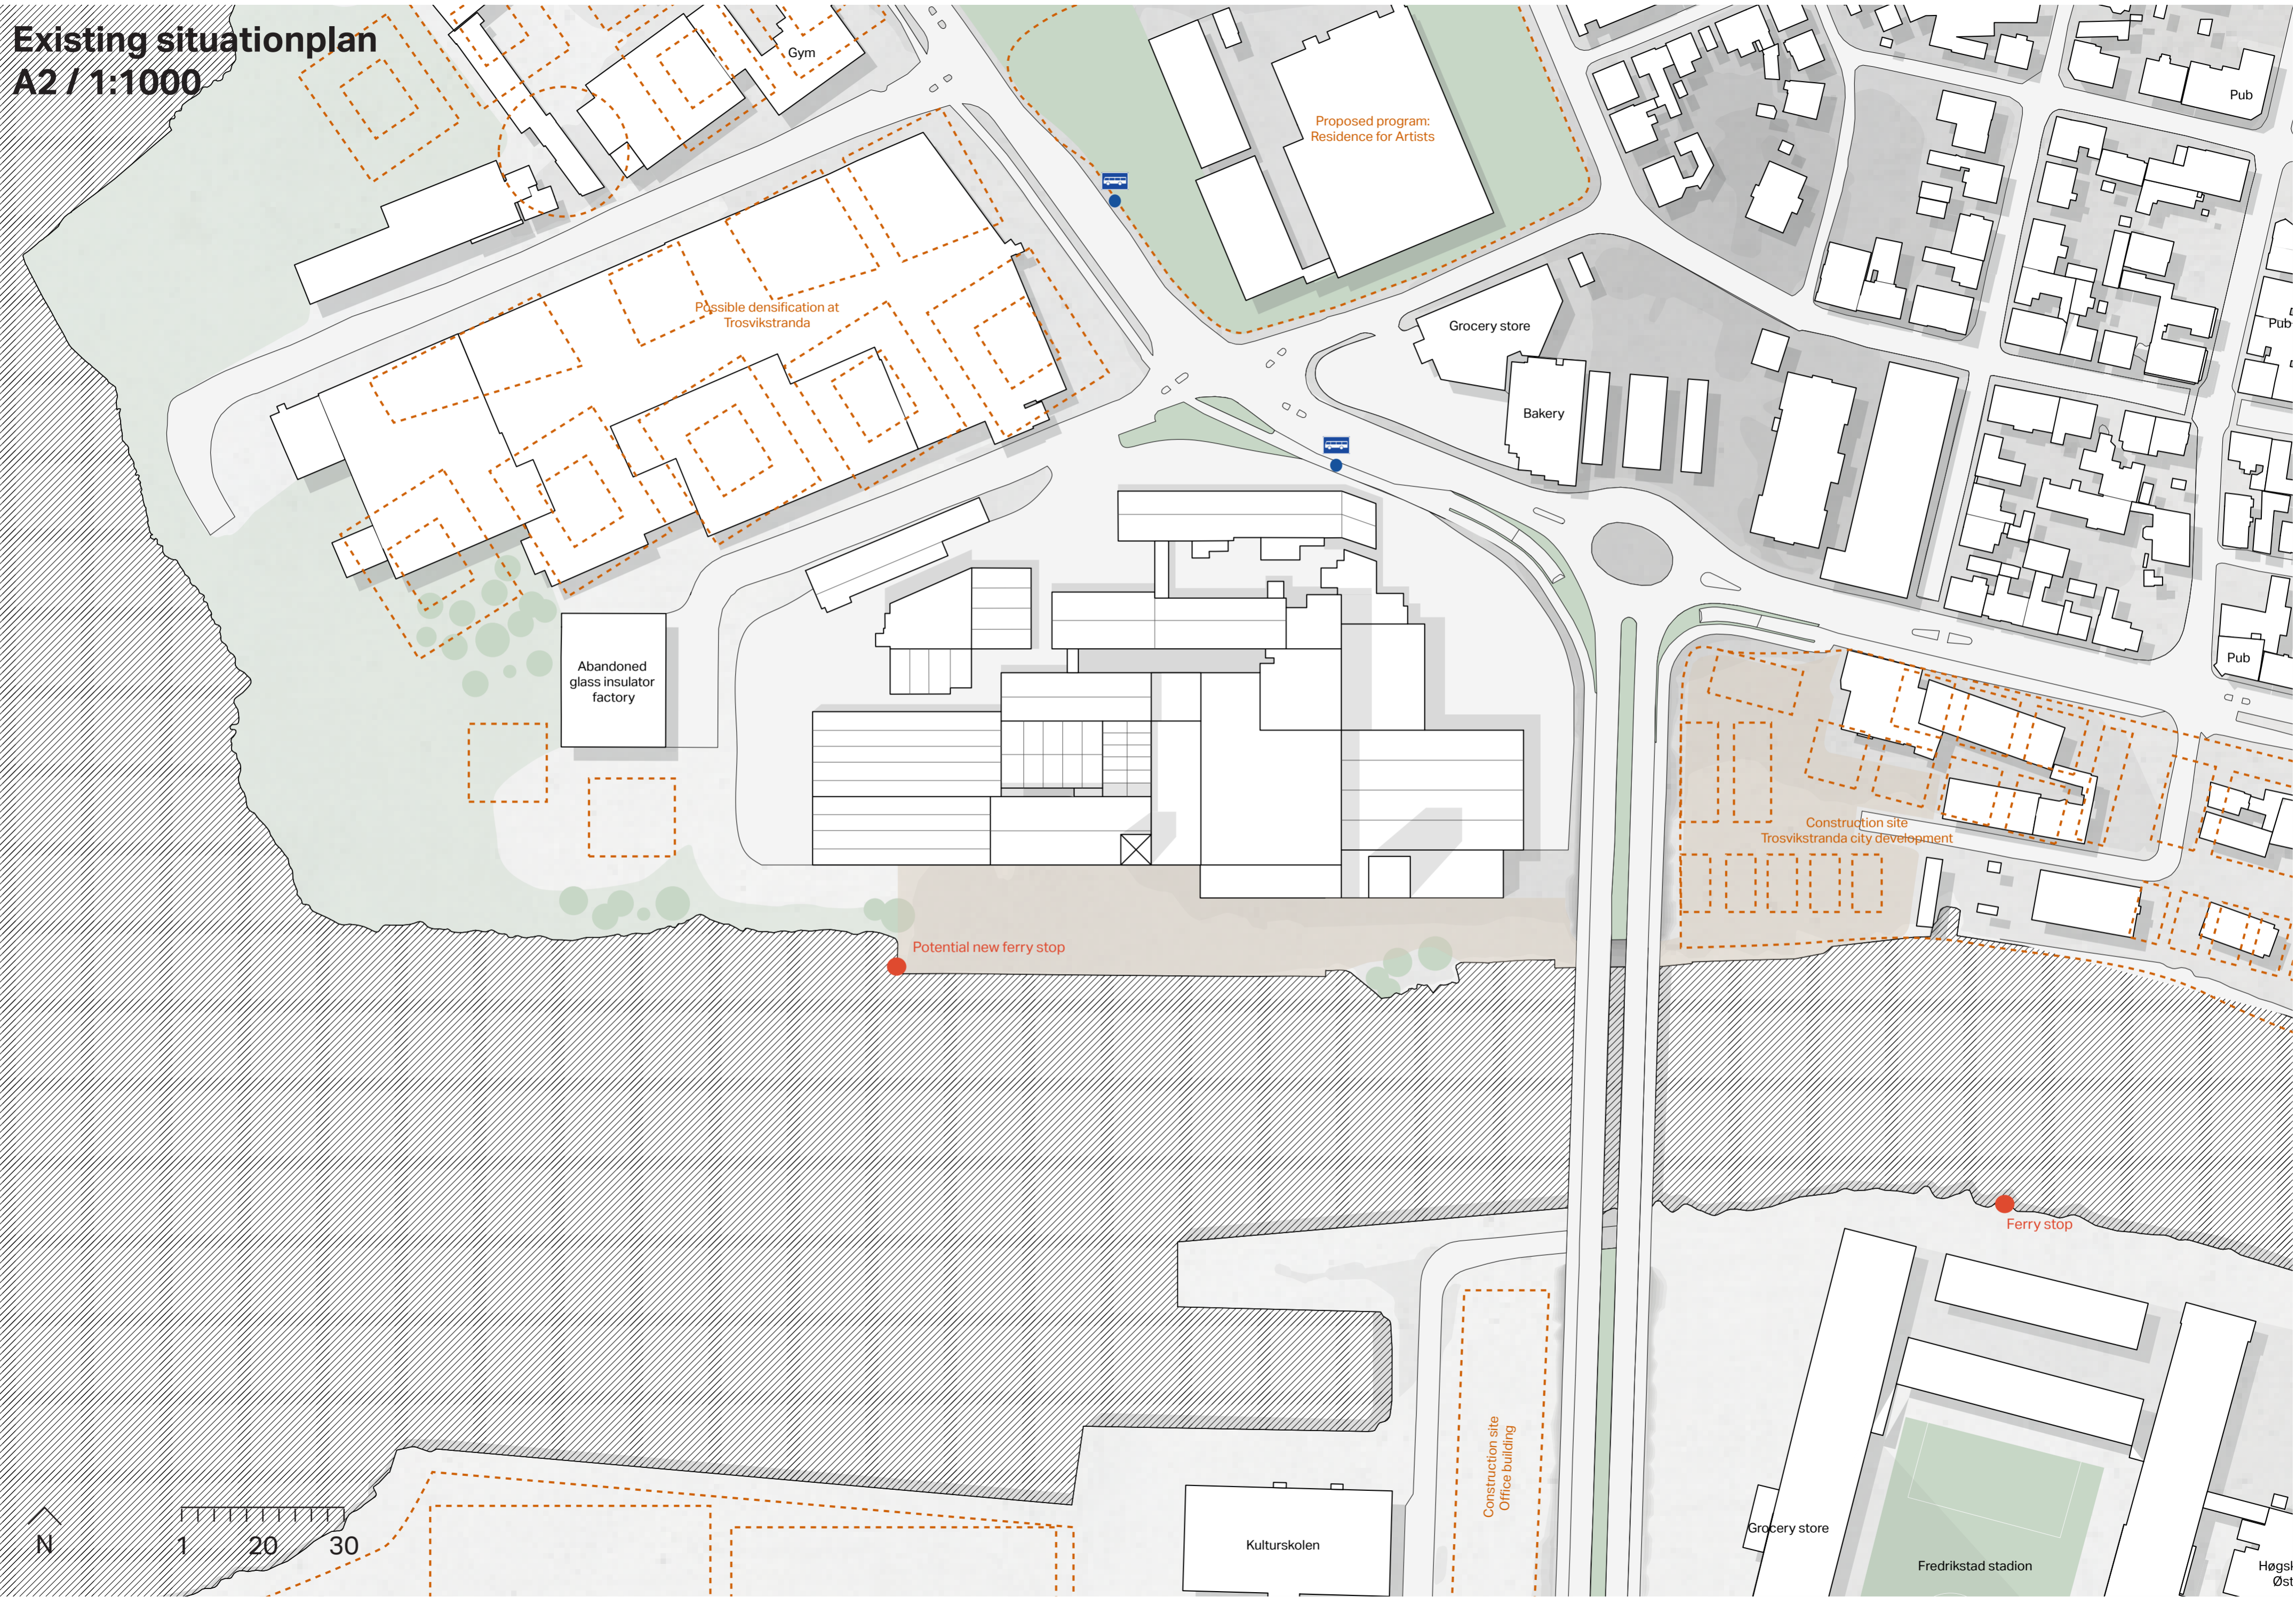 Existing situationplan
A2 / 1:1000
Gym
Pub
Proposed program:
Residence for Artists
Possible densification at
Trosvikstranda
Grocery store
Pub
Bakery
Abandoned
glass insulator
factory
Pub
Construction site
Trosvikstranda city development
Potential new ferry stop
Ferry stop
Construction site
Office building
N
1 20 30
Kulturskolen
Grocery store
Fredrikstad stadion
Høgsk
Øst